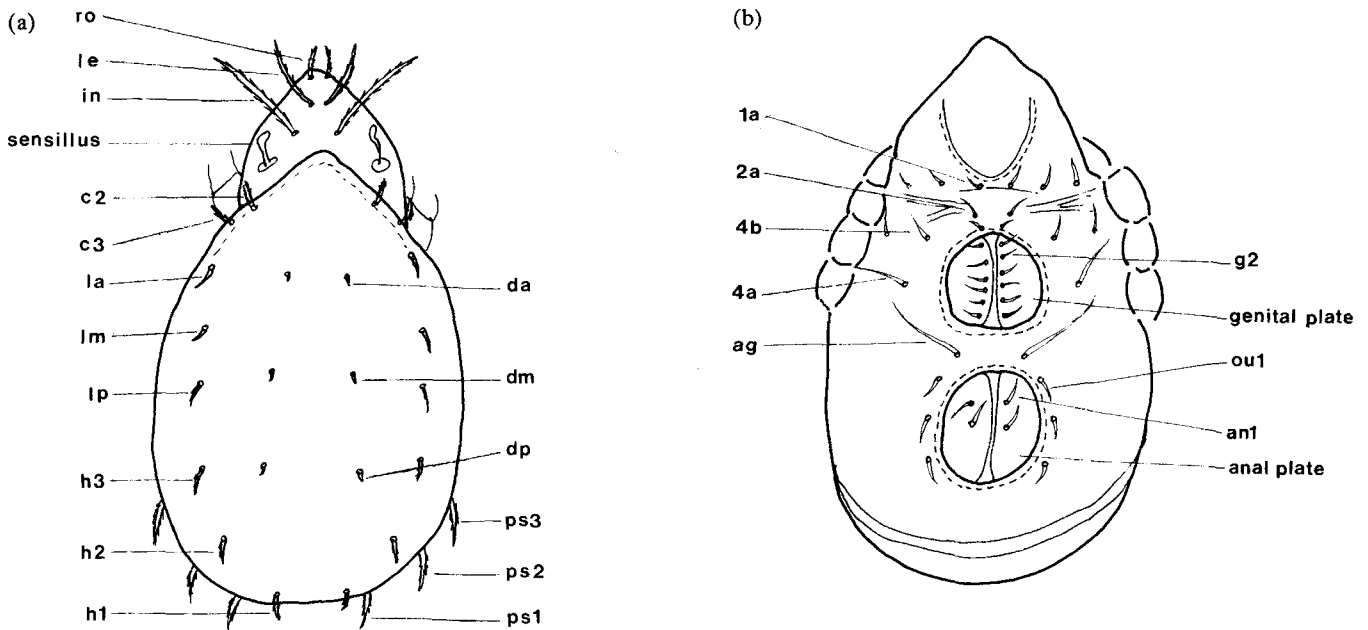 (a)
ro
le
in
sensillus
c2
c3
la
lm
lp
h3
h2
h1
da
dm
dp
ps3
ps2
ps1
(b)
1a
2a
4b
4a
ag
g2
genital plate
ou1
an1
anal plate